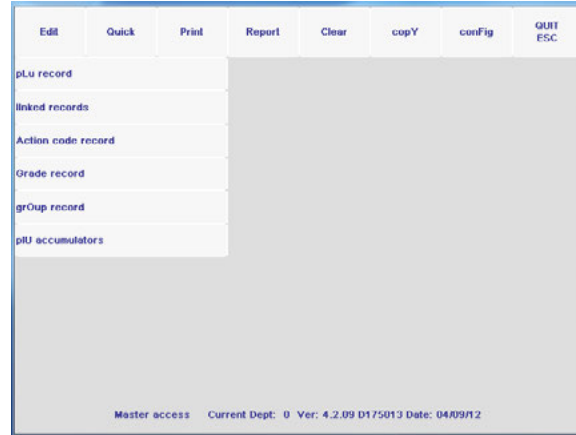 Edit Quick Print Report Clear copY conFig QUIT
ESC
pLu record
lInked records
Action code record
Grade record
grOup record
plU accumulators
Master access Current Dept: 0 Ver: 4.2.09 D175013 Date: 04/09/12